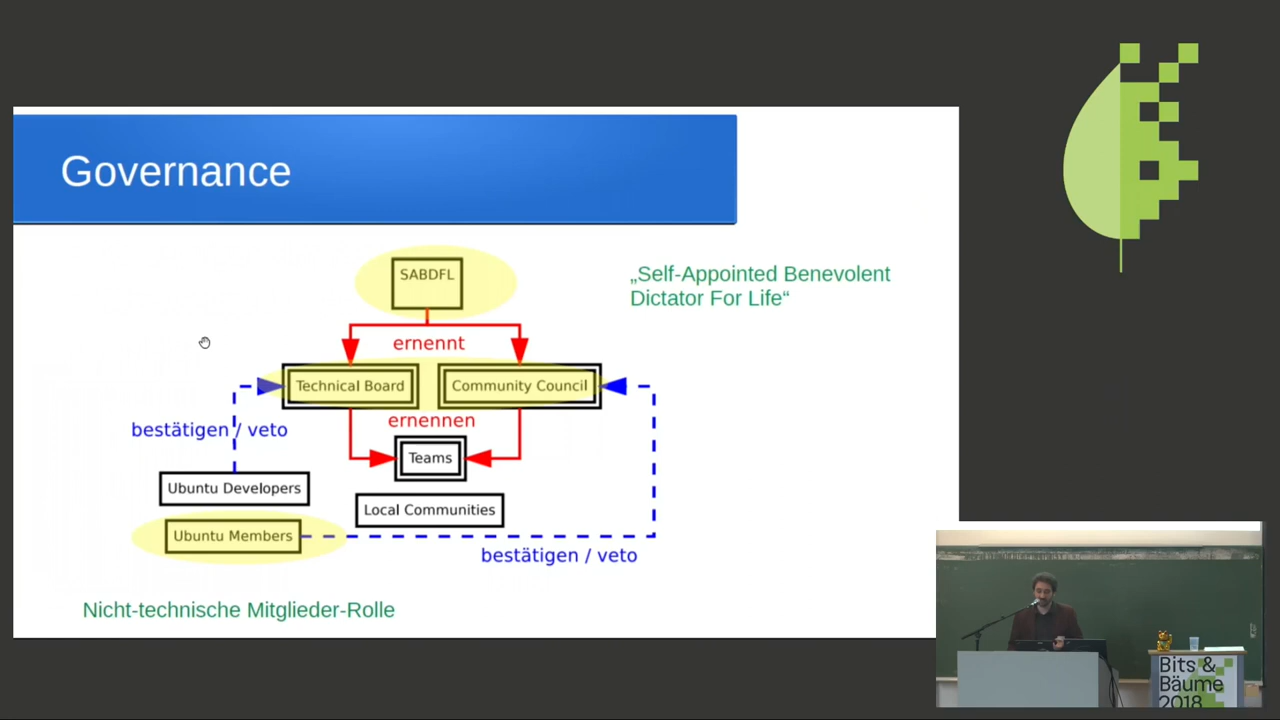 Governance
SABDFL
„Self-Appointed Benevolent
Dictator For Life“
ernennt
Technical Board
Community Council
ernennen
bestätigen / veto
Teams
Ubuntu Developers
Local Communities
Ubuntu Members
bestätigen / veto
Nicht-technische Mitglieder-Rolle
Bits &
Bäume
2018